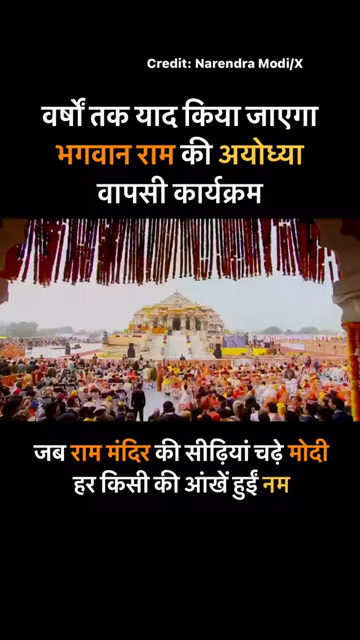 Credit: Narendra Modi/X
वर्षों तक याद किया जाएगा
भगवान राम की अयोध्या
वापसी कार्यक्रम
जब राम मंदिर की सीढ़ियां चढ़े मोदी
हर किसी की आंखें हुईं नम